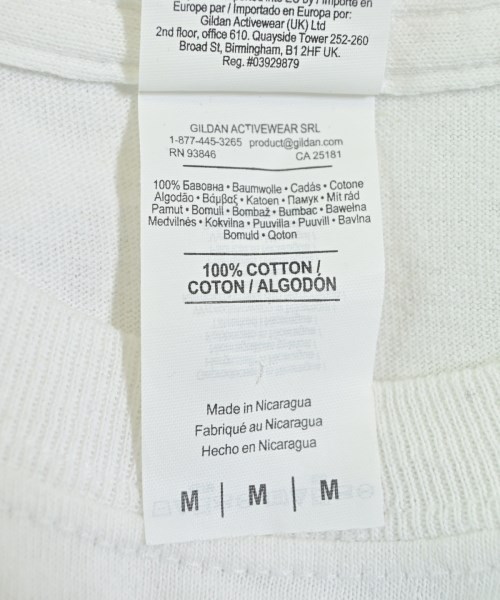 Europe par / Importado en Europa por:
Gildan Activewear (UK) Ltd
2nd floor, office 610. Quayside Tower 252-260
Broad St, Birmingham, B1 2HF UK.
Reg. #03929879
GILDAN ACTIVEWEAR SRL
1-877-445-3265 product@gildan.com
RN 93846 CA 25181
100% Бавовна • Baumwolle • Cadás • Cotone
Algodão • Βάμβαξ • Katoen • Памук • Mit rád
Pamut • Bomull • Bombaž • Bumbac • Bawełna
Medvilnės • Kokvilna • Puuvilla • Puuvill • Bavlna
Bomuld • Qoton
100% COTTON /
COTON / ALGODÓN
Made in Nicaragua
Fabriqué au Nicaragua
Hecho en Nicaragua
M | M | M